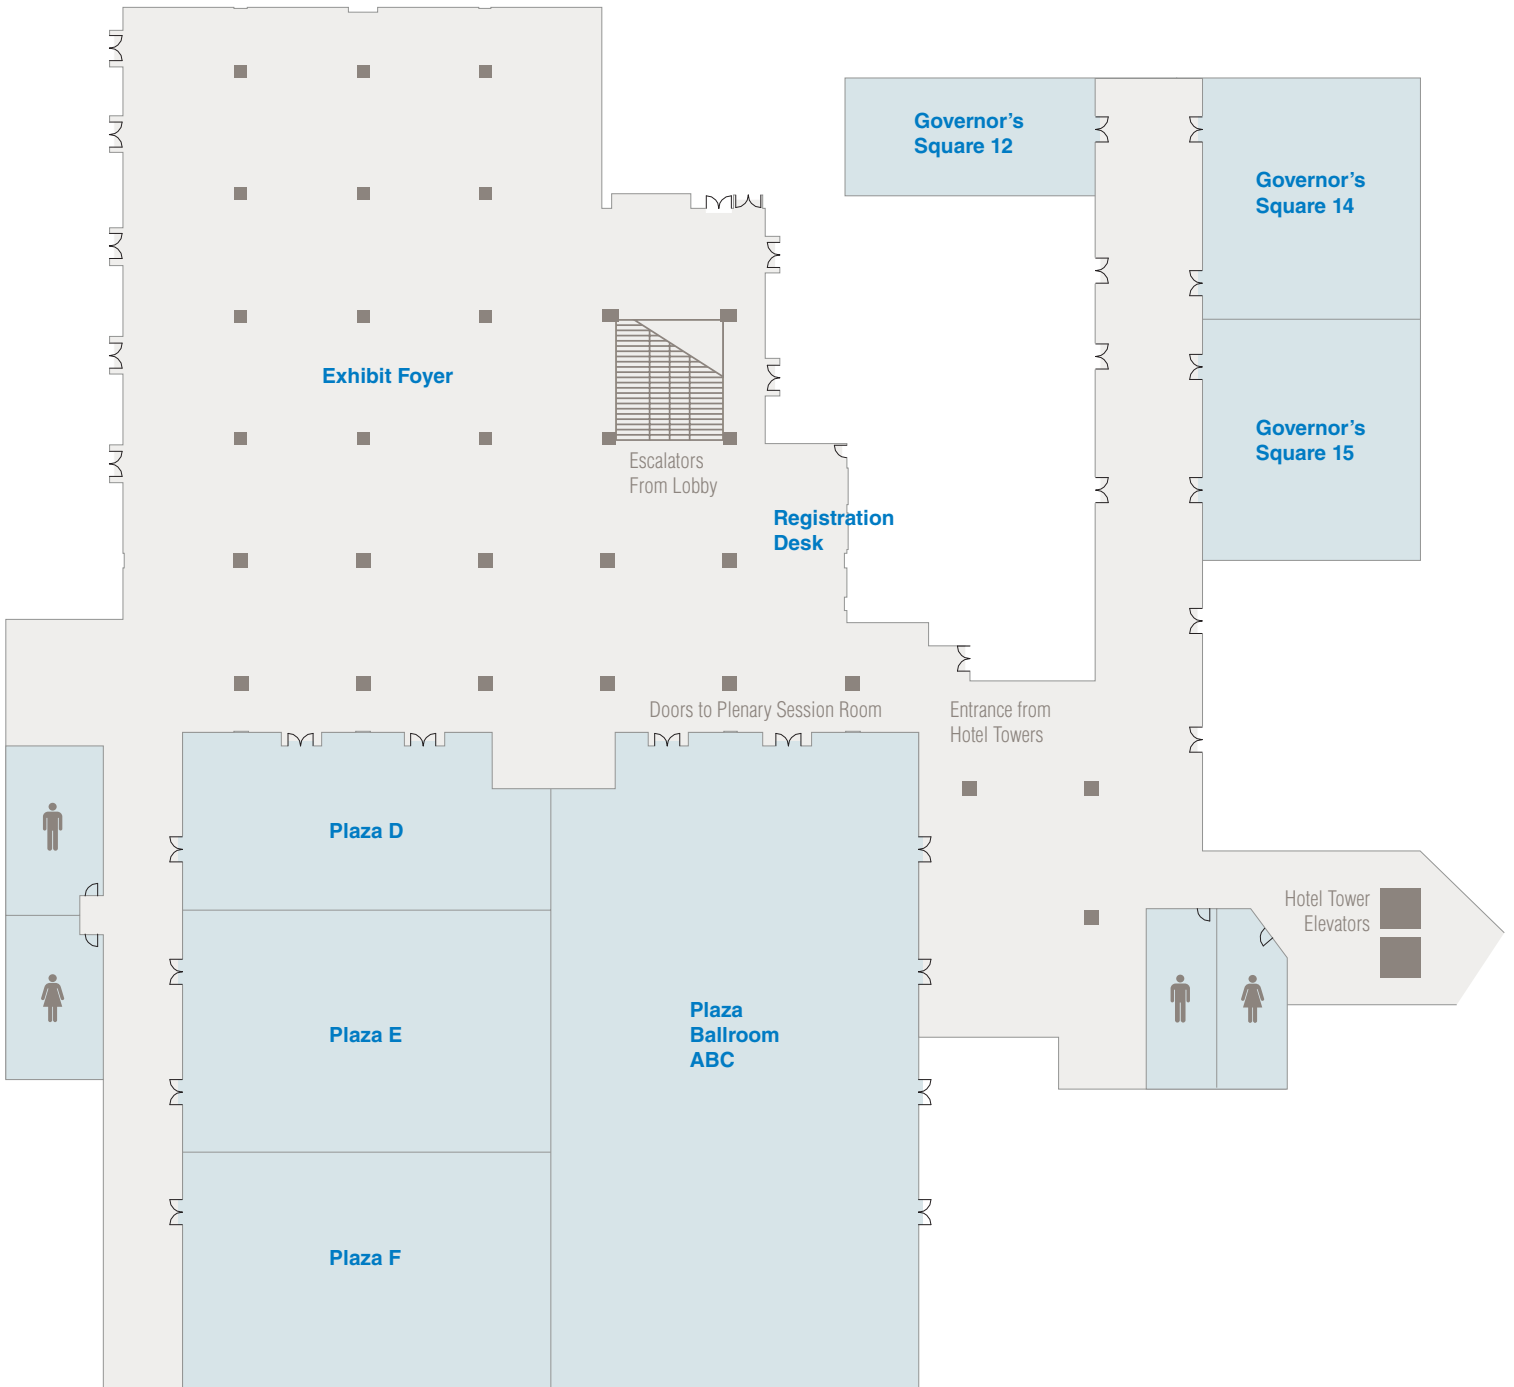 Governor’s
Square 12
Governor’s
Square 14
Exhibit Foyer
Governor’s
Square 15
Escalators
From Lobby
Registration
Desk
Doors to Plenary Session Room
Entrance from
Hotel Towers
Plaza D
Hotel Tower
Elevators
Plaza E
Plaza
Ballroom
ABC
Plaza F